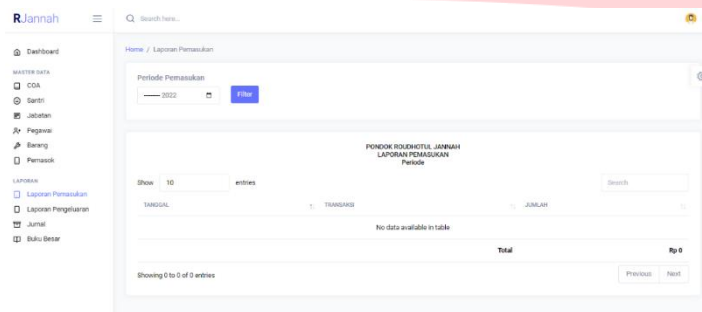 RJannah
Search here...
Dashboard
MASTER DATA
COA
Santri
Jabatan
Pegawai
Barang
Pemasok
LAPORAN
Laporan Pemasukan
Laporan Pengeluaran
Jurnal
Buku Besar
Home / Laporan Pemasukan
Periode Pemasukan
—— 2022
Filter
PONDOK ROUDHOTUL JANNAH
LAPORAN PEMASUKAN
Periode
Show 10 entries
Search
TANGGAL TRANSAKSI JUMLAH
No data available in table
Total Rp 0
Showing 0 to 0 of 0 entries
Previous Next